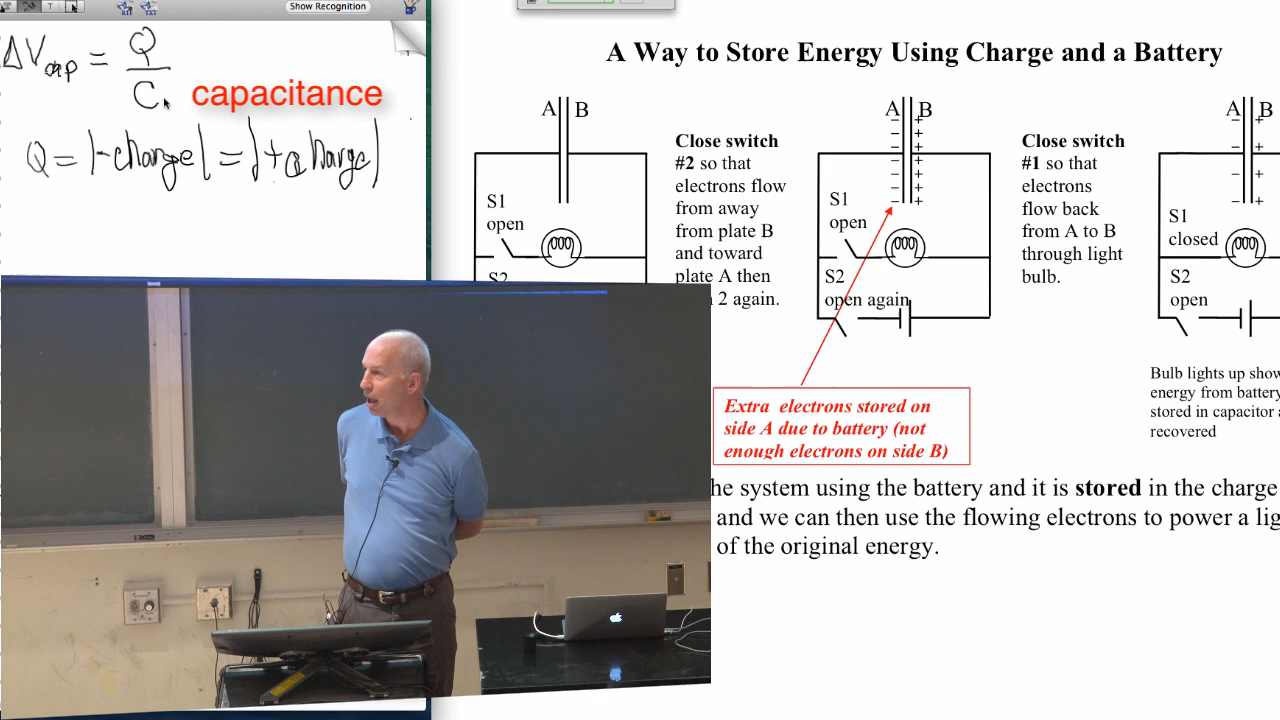 Show Recognition
ΔVcap = Q
C
capacitance
Q = |-charge| = |+charge|
A Way to Store Energy Using Charge and a Battery
A B
S1
open
S2
Close switch
#2 so that
electrons flow
from away
from plate B
and toward
plate A then
2 again.
A B
S1
open
S2
open again
Close switch
#1 so that
electrons
flow back
from A to B
through light
bulb.
A B
S1
closed
S2
open
Bulb lights up
energy from battery
stored in capacitor
recovered
Extra electrons stored on
side A due to battery (not
enough electrons on side B)
system using the battery and it is stored in the charge
and we can then use the flowing electrons to power a
of the original energy.